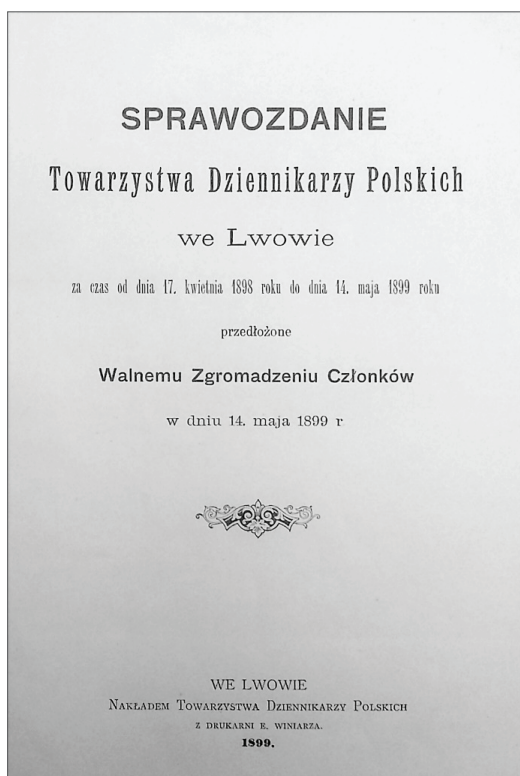 SPRAWOZDANIE
Towarzystwa Dziennikarzy Polskich
we Lwowie
za czas od dnia 17. kwietnia 1898 roku do dnia 14. maja 1899 roku
przedłożone
Walnemu Zgromadzeniu Członków
w dniu 14. maja 1899 r
WE LWOWIE
NAKŁADEM TOWARZYSTWA DZIENNIKARZY POLSKICH
Z DRUKARNI E. WINIARZA.
1899.